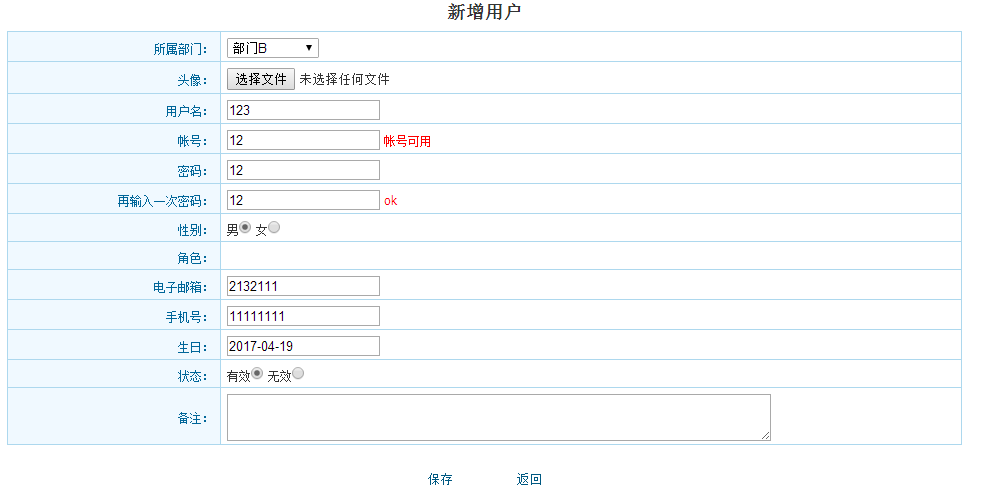 新增用户
所属部门： 部门B
头像： 选择文件 未选择任何文件
用户名： 123
帐号： 12 帐号可用
密码： 12
再输入一次密码： 12 ok
性别： 男 女
角色：
电子邮箱： 2132111
手机号： 11111111
生日： 2017-04-19
状态： 有效 无效
备注：
保存 返回